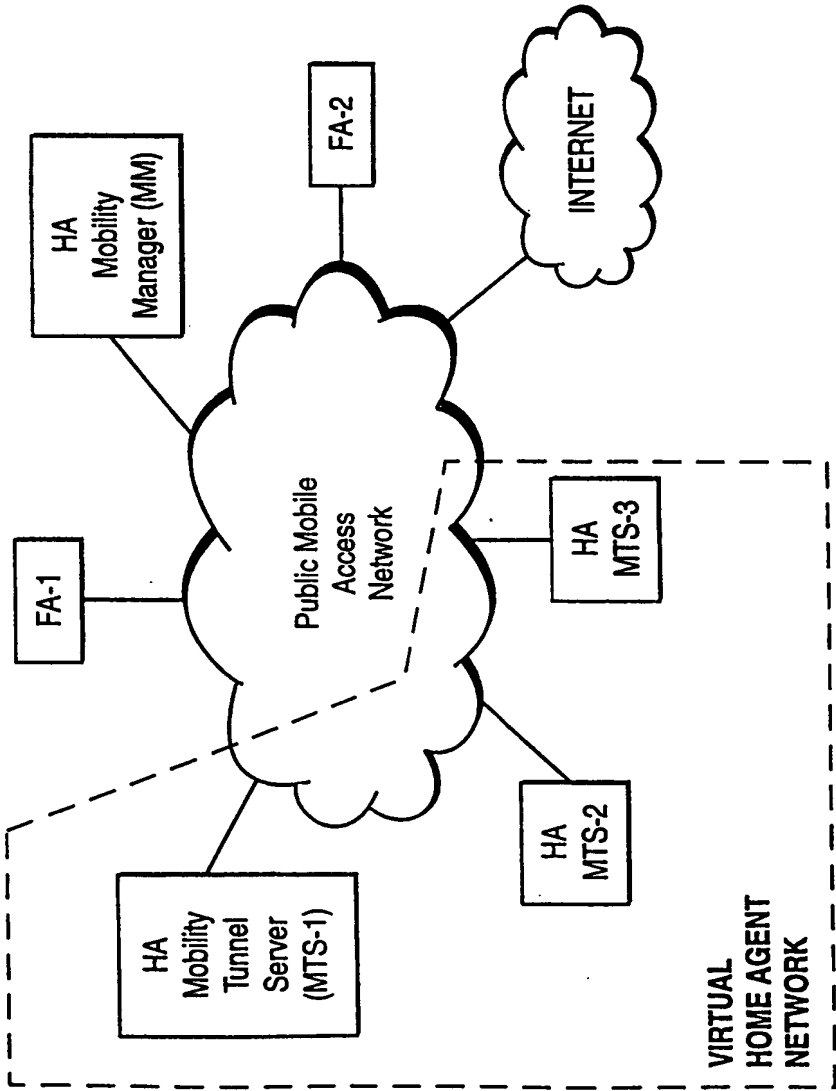 HA
Mobility
Manager (MM)
FA-1
FA-2
Public Mobile
Access
Network
INTERNET
HA
Mobility
Tunnel
Server
(MTS-1)
HA
MTS-2
HA
MTS-3
VIRTUAL
HOME AGENT
NETWORK